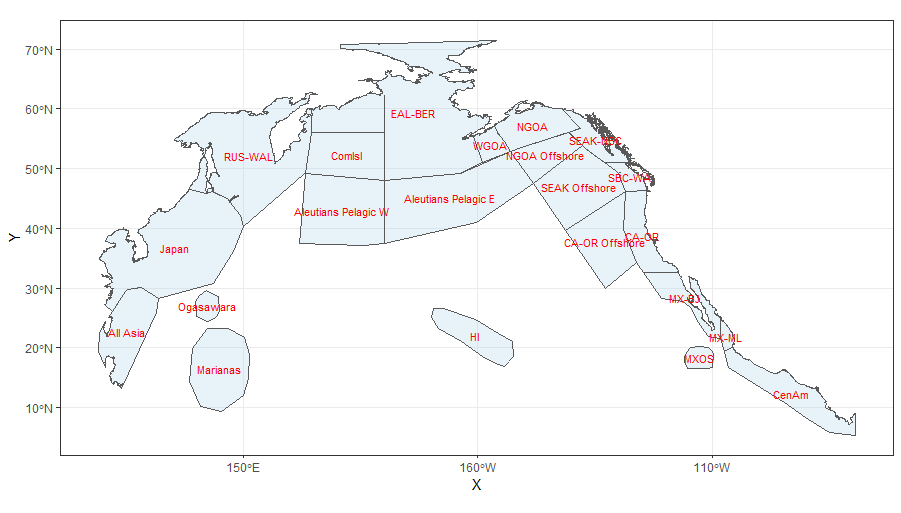 70°N
60°N
EAL-BER
NGOA
SEAK-NBC
WGOA
RUS-WAL
ComIsl
NGOA Offshore
50°N
SBC-WA
SEAK Offshore
Aleutians Pelagic E
Aleutians Pelagic W
40°N
CA-OR
CA-OR Offshore
Japan
Y
30°N
MX-BJ
Ogasawara
All Asia
HI
MX-ML
20°N
MXOS
Marianas
CenAm
10°N
150°E
160°W
110°W
X